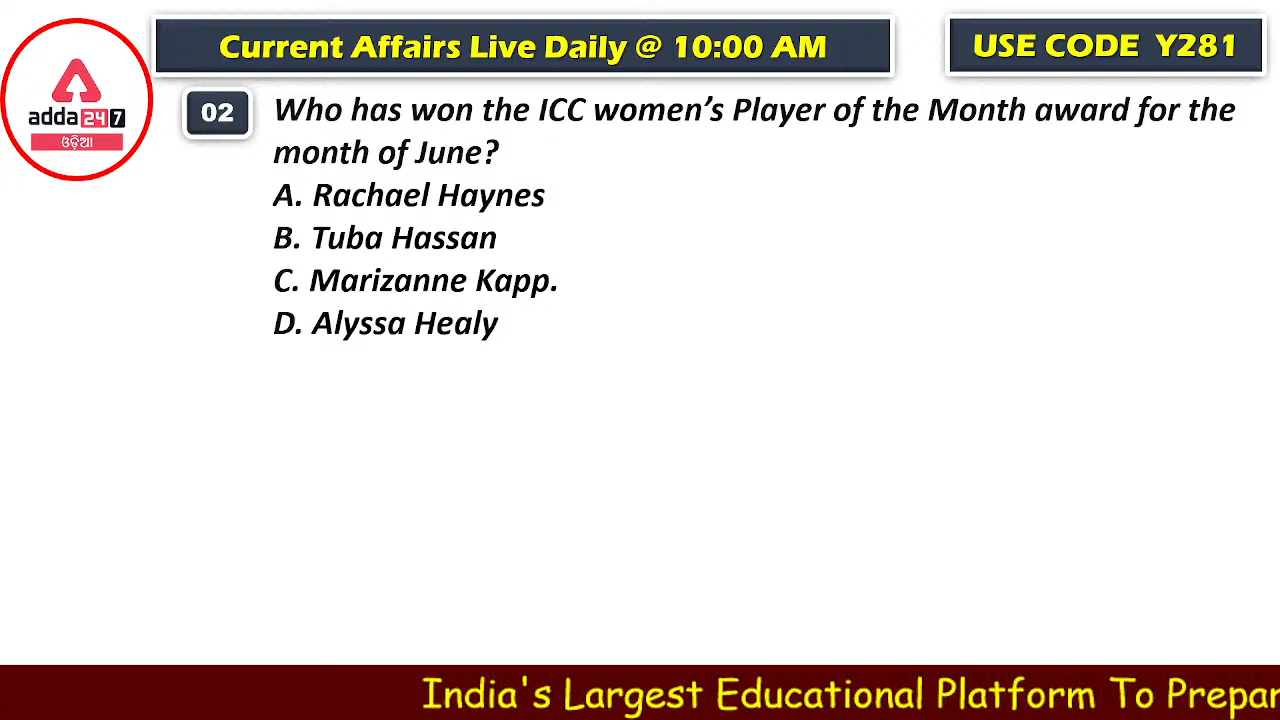 Current Affairs Live Daily @ 10:00 AM
USE CODE Y281
adda 24 7
ଓଡ଼ିଆ
02
Who has won the ICC women's Player of the Month award for the
month of June?
A. Rachael Haynes
B. Tuba Hassan
C. Marizanne Kapp.
D. Alyssa Healy
India's Largest Educational Platform To Prepar